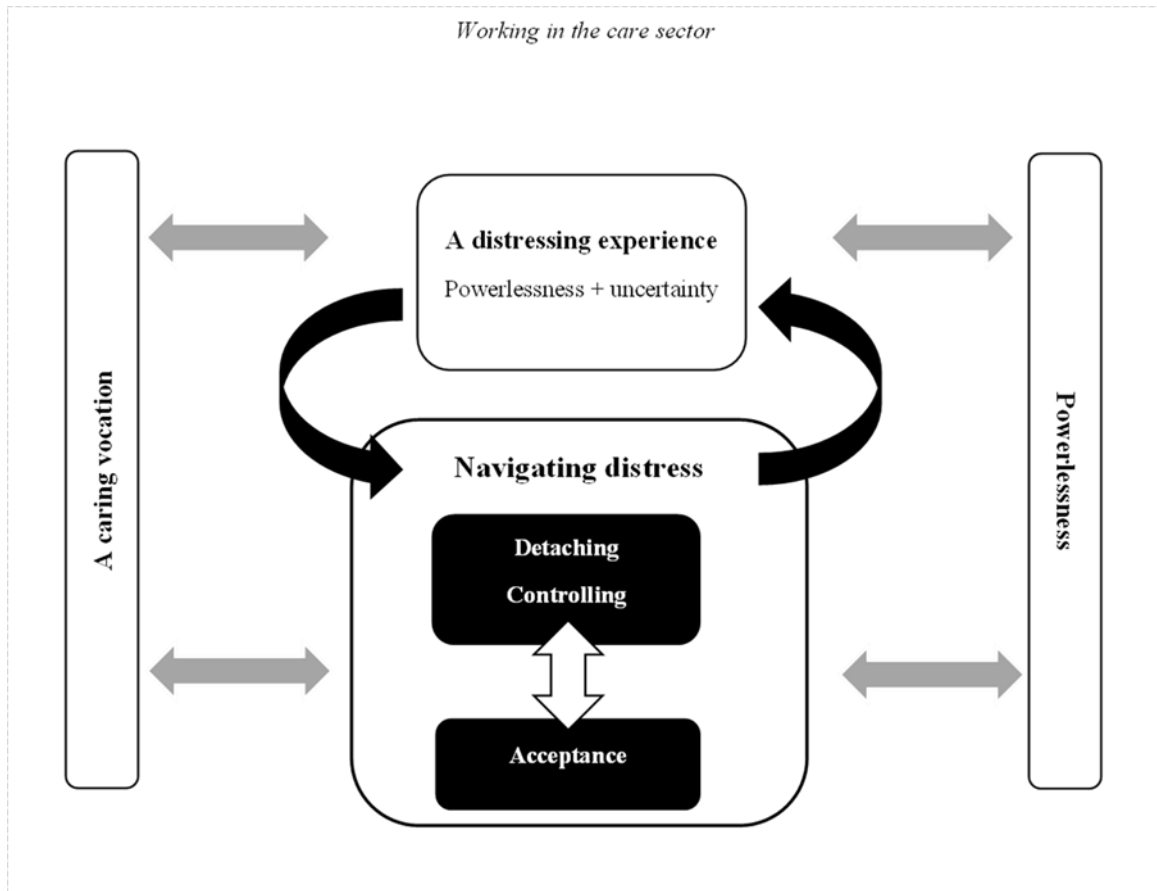 Working in the care sector
A caring vocation
A distressing experience
Powerlessness + uncertainty
Navigating distress
Detaching
Controlling
Acceptance
Powerlessness